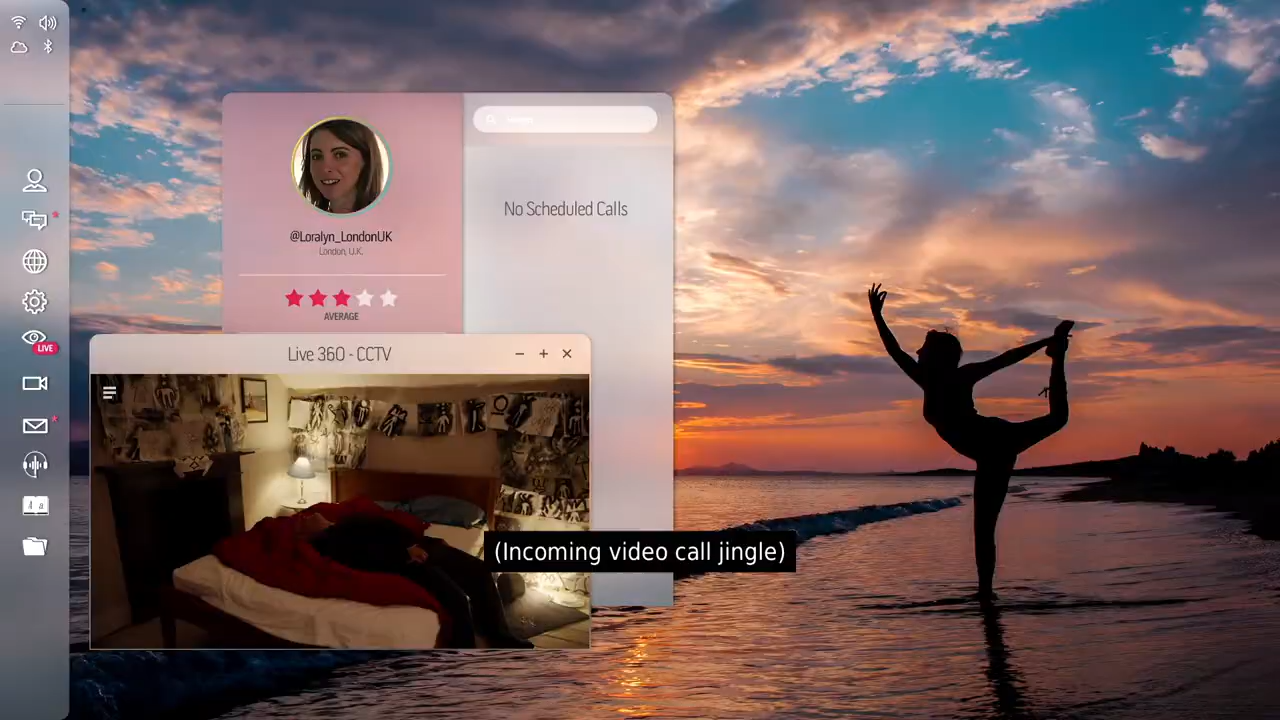 @Loralyn_LondonUK
London, U.K.
AVERAGE
No Scheduled Calls
LIVE
Live 360 - CCTV
(Incoming video call jingle)